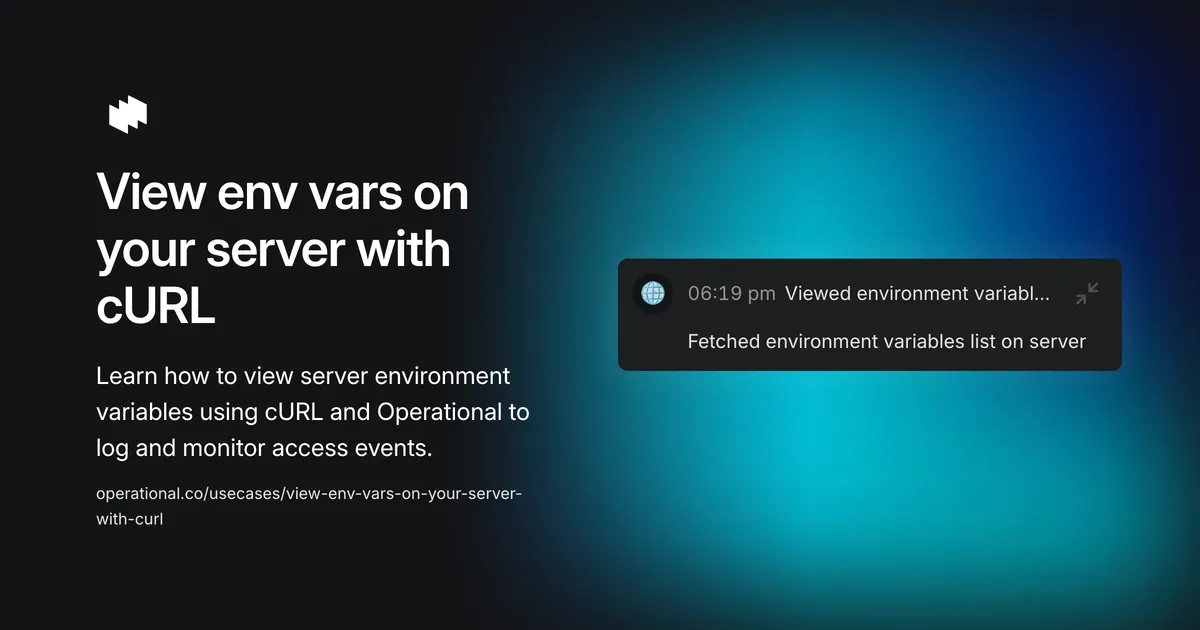 View env vars on
your server with
cURL
Learn how to view server environment
variables using cURL and Operational to
log and monitor access events.
operational.co/usecases/view-env-vars-on-your-server-
with-curl
06:19 pm Viewed environment variabl...
Fetched environment variables list on server